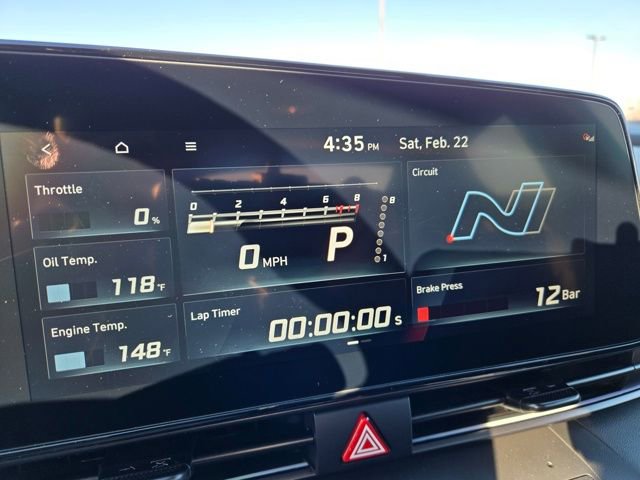 4:35 PM Sat, Feb. 22
Throttle
0 %
Oil Temp.
118 °F
Engine Temp.
148 °F
0 2 4 6 8
0 MPH
P
8
1
Lap Timer
00:00:00 S
Circuit
N
Brake Press
12 Bar